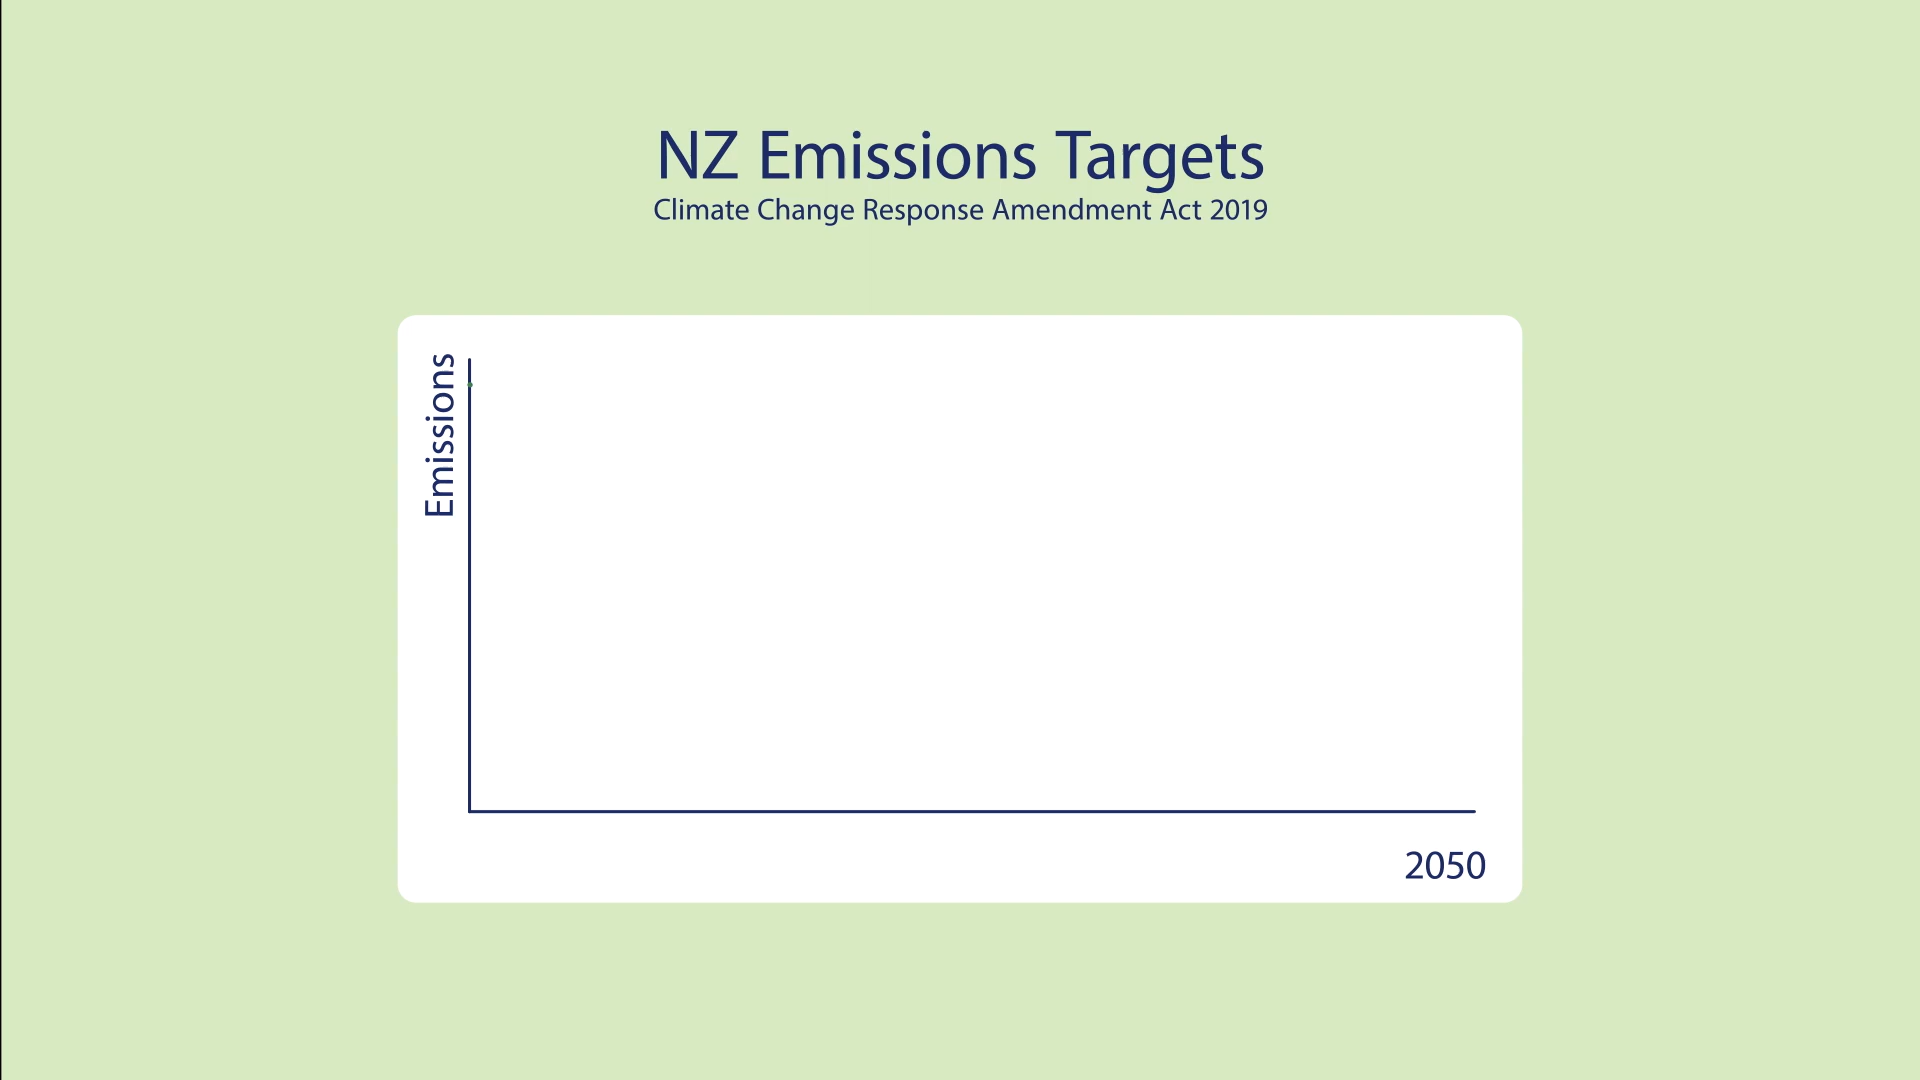 NZ Emissions Targets
Climate Change Response Amendment Act 2019
Emissions
2050